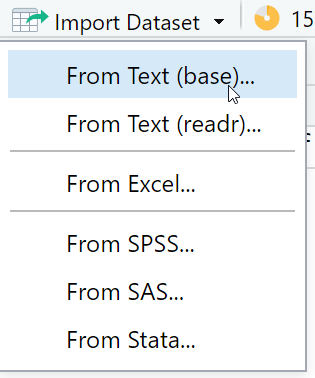 Import Dataset 15
From Text (base)...
From Text (readr)...
From Excel...
From SPSS...
From SAS...
From Stata...